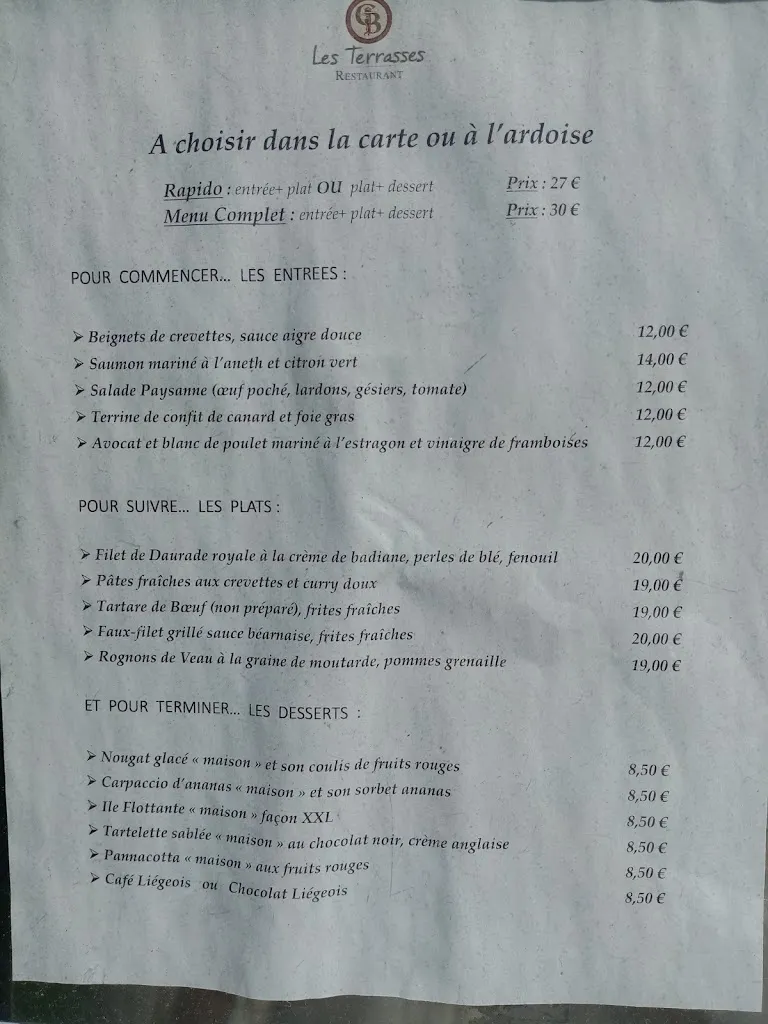 GB
Les Terrasses
RESTAURANT
A choisir dans la carte ou à l'ardoise
Rapido : entrée+ plat OU plat+ dessert Prix : 27 €
Menu Complet : entrée+ plat+ dessert Prix : 30 €
POUR COMMENCER... LES ENTREES :
➢ Beignets de crevettes, sauce aigre douce 12,00 €
➢ Saumon mariné à l'aneth et citron vert 14,00 €
➢ Salade Paysanne (œuf poché, lardons, gésiers, tomate) 12,00 €
➢ Terrine de confit de canard et foie gras 12,00 €
➢ Avocat et blanc de poulet mariné à l'estragon et vinaigre de framboises 12,00 €
POUR SUIVRE... LES PLATS :
➢ Filet de Daurade royale à la crème de badiane, perles de blé, fenouil 20,00 €
➢ Pâtes fraîches aux crevettes et curry doux 19,00 €
➢ Tartare de Bœuf (non préparé), frites fraîches 19,00 €
➢ Faux-filet grillé sauce béarnaise, frites fraîches 20,00 €
➢ Rognons de Veau à la graine de moutarde, pommes grenaille 19,00 €
ET POUR TERMINER... LES DESSERTS :
➢ Nougat glacé « maison » et son coulis de fruits rouges 8,50 €
➢ Carpaccio d'ananas « maison » et son sorbet ananas 8,50 €
➢ Ile Flottante « maison » façon XXL 8,50 €
➢ Tartelette sablée « maison » au chocolat noir, crème anglaise 8,50 €
➢ Pannacotta « maison » aux fruits rouges 8,50 €
➢ Café Liégeois ou Chocolat Liégeois 8,50 €